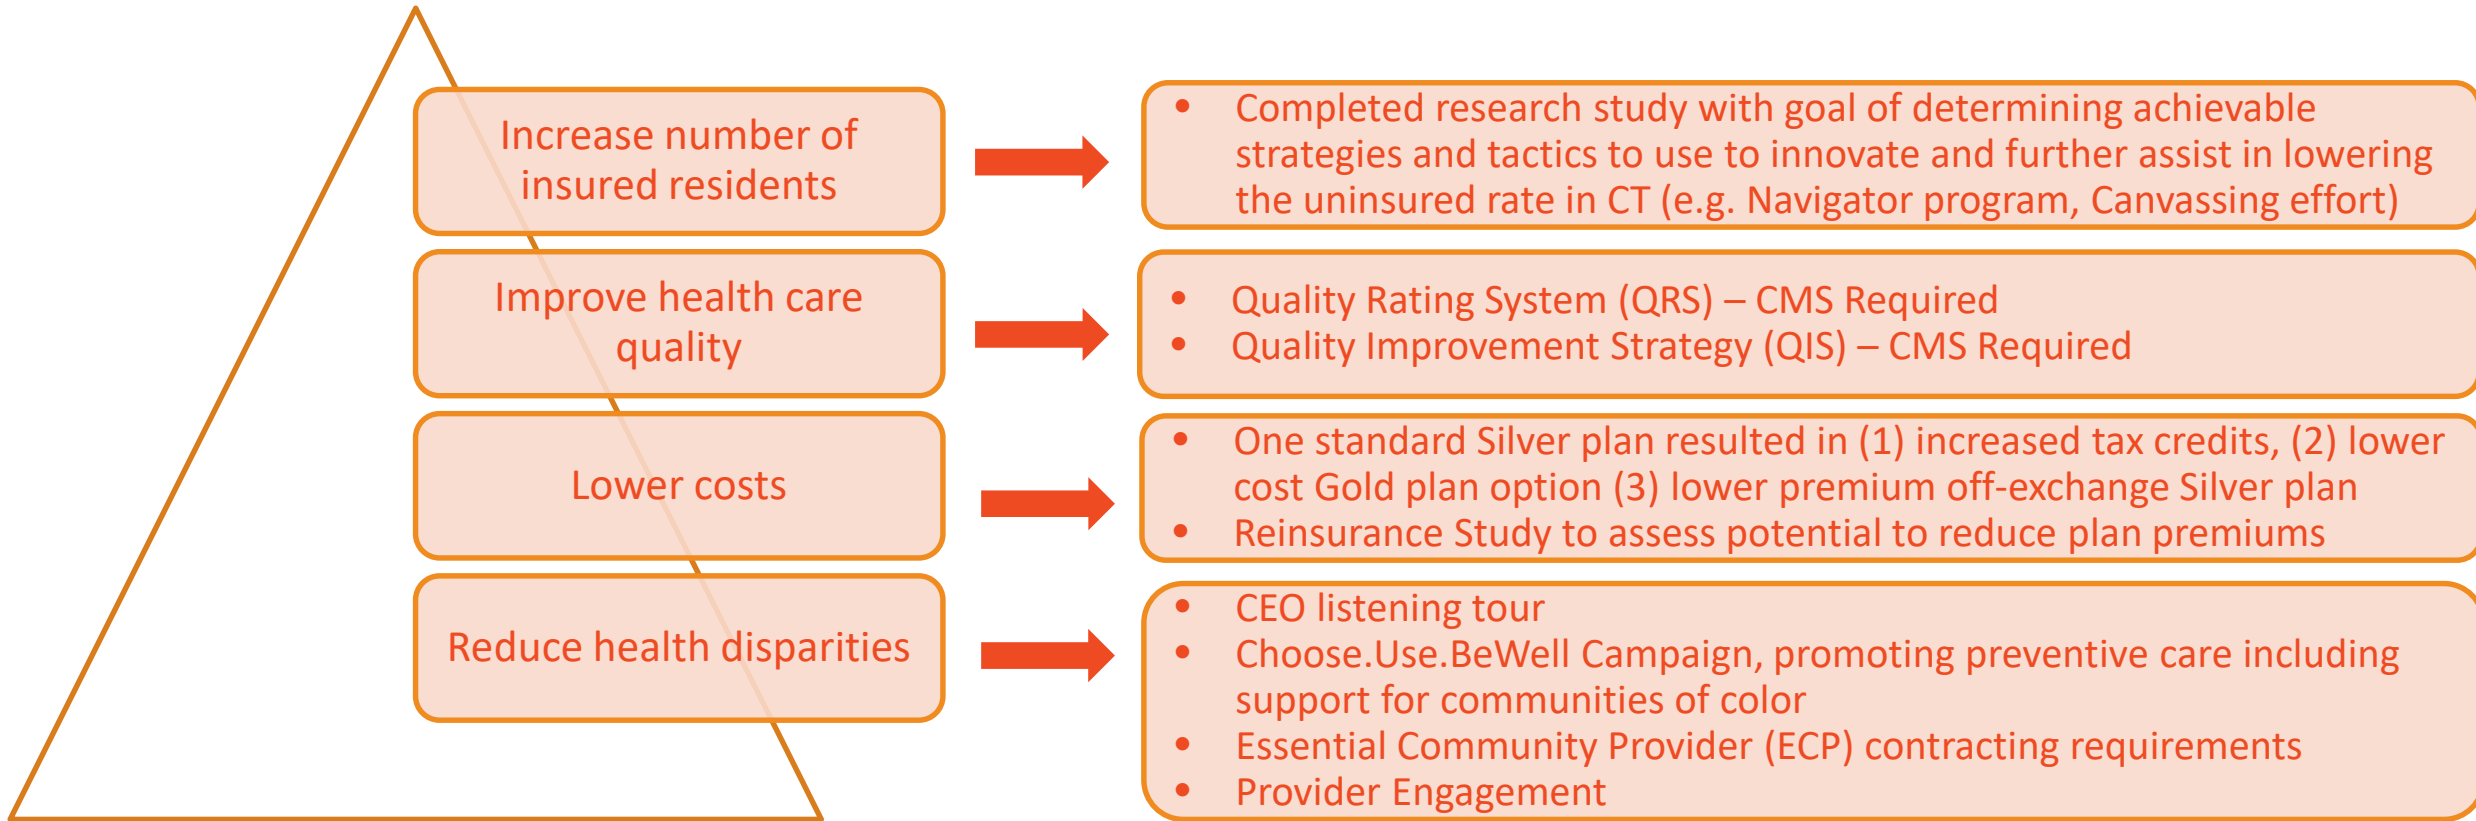 Increase number of
insured residents
• Completed research study with goal of determining achievable
strategies and tactics to use to innovate and further assist in lowering
the uninsured rate in CT (e.g. Navigator program, Canvassing effort)
Improve health care
quality
• Quality Rating System (QRS) – CMS Required
• Quality Improvement Strategy (QIS) – CMS Required
Lower costs
• One standard Silver plan resulted in (1) increased tax credits, (2) lower
cost Gold plan option (3) lower premium off-exchange Silver plan
• Reinsurance Study to assess potential to reduce plan premiums
Reduce health disparities
• CEO listening tour
• Choose.Use.BeWell Campaign, promoting preventive care including
support for communities of color
• Essential Community Provider (ECP) contracting requirements
• Provider Engagement